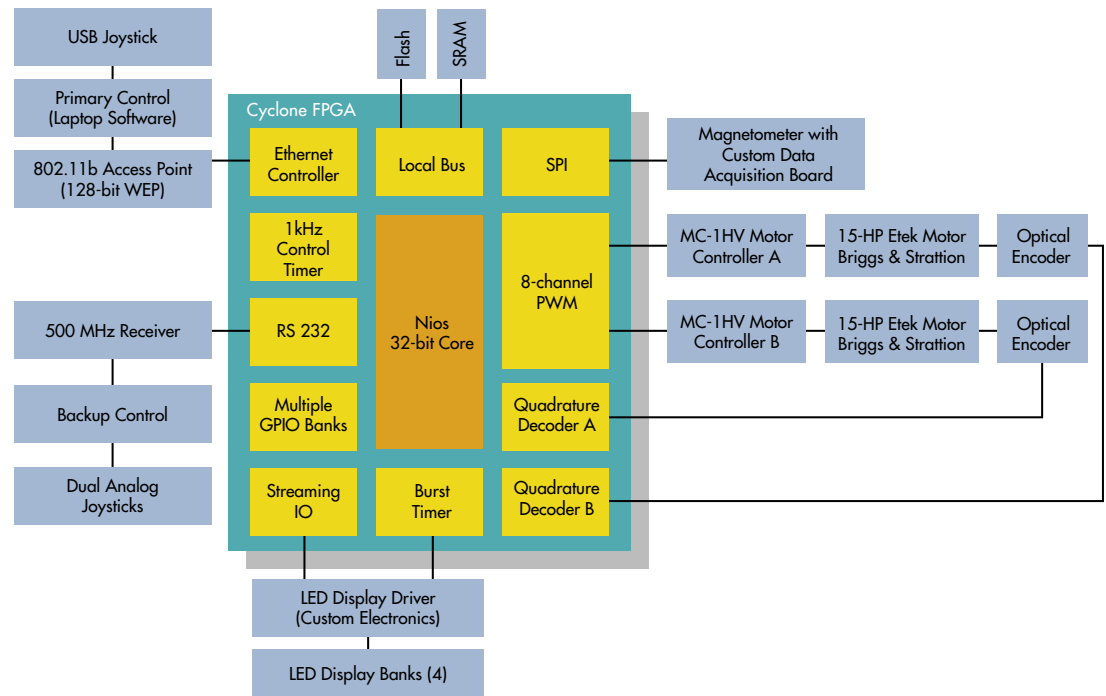 USB Joystick
Primary Control
(Laptop Software)
802.11b Access Point
(128-bit WEP)
500 MHz Receiver
Backup Control
Dual Analog
Joysticks
Flash
SRAM
Cyclone FPGA
Ethernet
Controller
Local Bus
SPI
1kHz
Control
Timer
Nios
32-bit Core
8-channel
PWM
RS 232
Multiple
GPIO Banks
Quadrature
Decoder A
Streaming
IO
Burst
Timer
Quadrature
Decoder B
Magnetometer with
Custom Data
Acquisition Board
MC-1HV Motor
Controller A
15-HP Etek Motor
Briggs & Stratton
Optical
Encoder
MC-1HV Motor
Controller B
15-HP Etek Motor
Briggs & Stratton
Optical
Encoder
LED Display Driver
(Custom Electronics)
LED Display Banks (4)